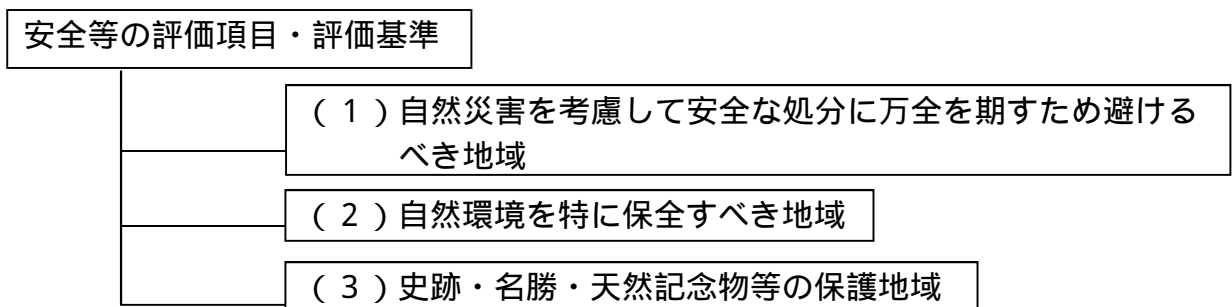 安全等の評価項目・評価基準
（1）自然災害を考慮して安全な処分に万全を期すため避ける
べき地域
（2）自然環境を特に保全すべき地域
（3）史跡・名勝・天然記念物等の保護地域